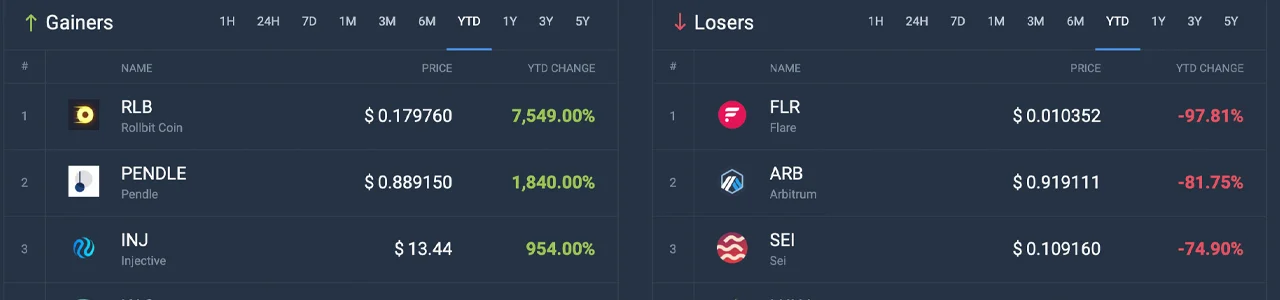 Gainers 1H 24H 7D 1M 3M 6M YTD 1Y 3Y 5Y
# NAME PRICE YTD CHANGE
1 RLB $ 0.179760 7,549.00%
Rollbit Coin
2 PENDLE $ 0.889150 1,840.00%
Pendle
3 INJ $ 13.44 954.00%
Injective
Losers 1H 24H 7D 1M 3M 6M YTD 1Y 3Y 5Y
# NAME PRICE YTD CHANGE
1 FLR $ 0.010352 -97.81%
Flare
2 ARB $ 0.919111 -81.75%
Arbitrum
3 SEI $ 0.109160 -74.90%
Sei